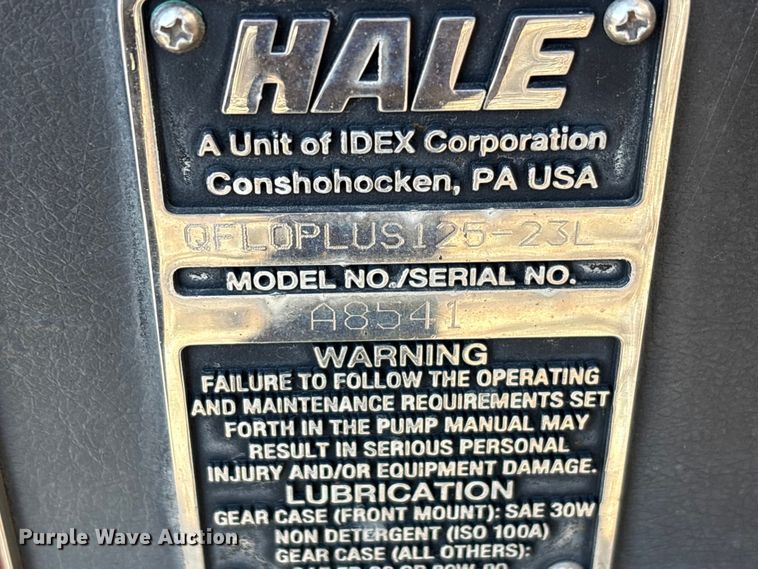 HALE
A Unit of IDEX Corporation
Conshohocken, PA USA
QFLOPLUS125-23L
MODEL NO./SERIAL NO.
A8541
WARNING
FAILURE TO FOLLOW THE OPERATING
AND MAINTENANCE REQUIREMENTS SET
FORTH IN THE PUMP MANUAL MAY
RESULT IN SERIOUS PERSONAL
INJURY AND/OR EQUIPMENT DAMAGE.
LUBRICATION
GEAR CASE (FRONT MOUNT): SAE 30W
NON DETERGENT (ISO 100A)
GEAR CASE (ALL OTHERS):
Purple Wave Auction